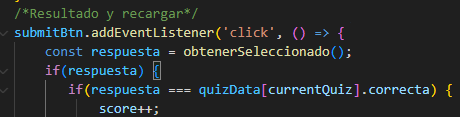 /*Resultado y recargar*/
submitBtn.addEventListener('click', () => {
const respuesta = obtenerSeleccionado();
if(respuesta) {
if(respuesta === quizData[currentQuiz].correcta) {
score++;